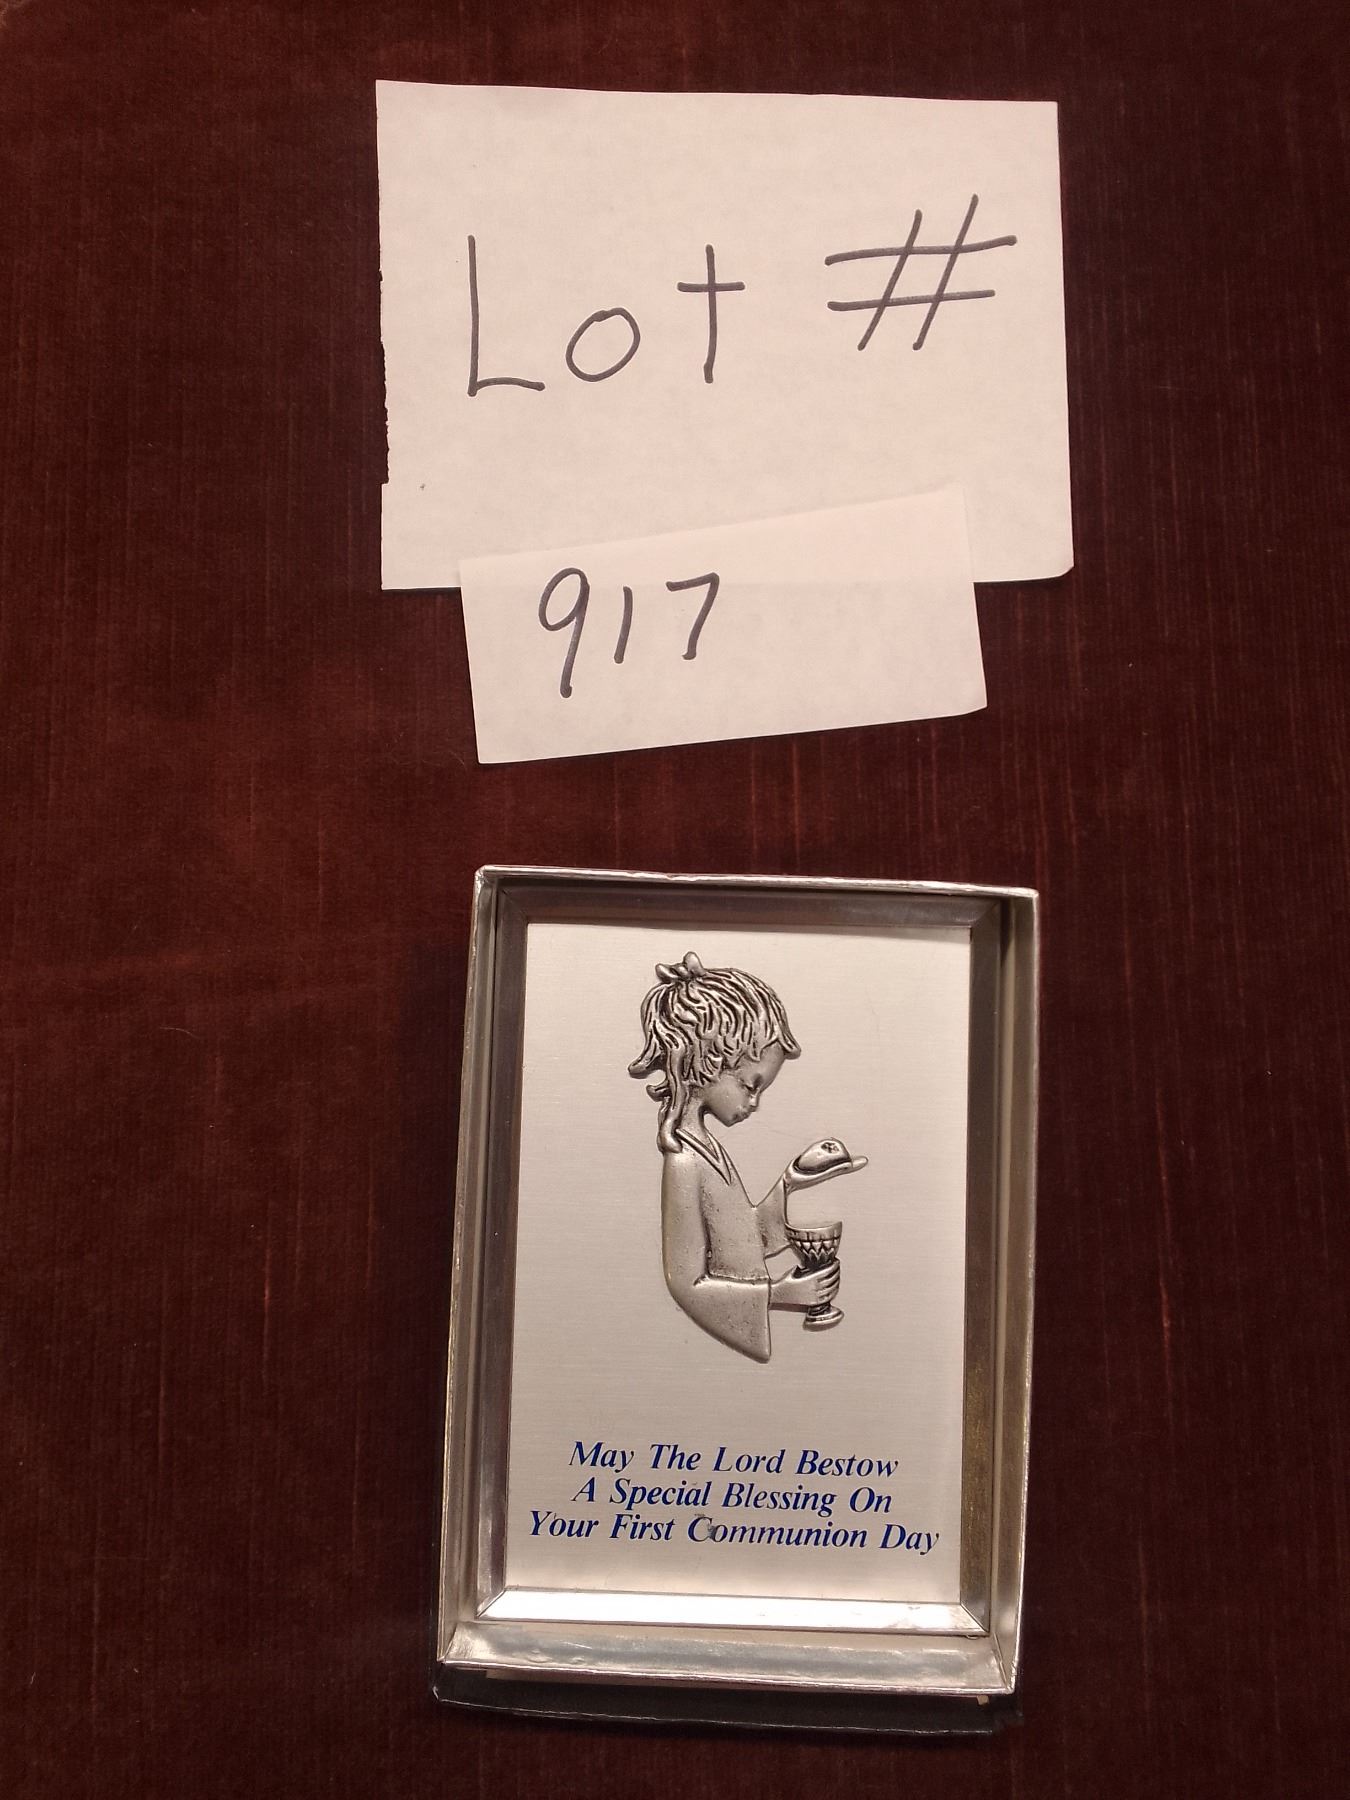 Lot #
917
May The Lord Bestow
A Special Blessing On
Your First Communion Day